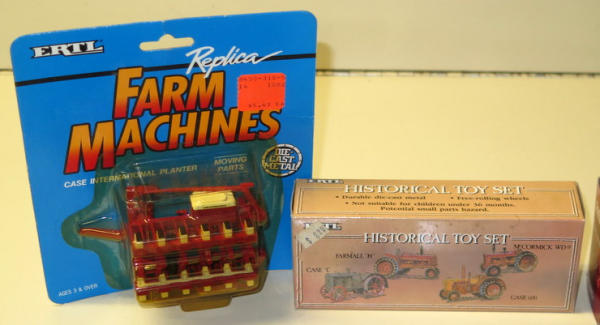 ERTL
Replica
FARM
MACHINES
CASE INTERNATIONAL PLANTER
MOVING
PARTS
DIE-
CAST
METAL
AGES 3 & OVER
ERTL
HISTORICAL TOY SET
• Durable die-cast metal • Free-rolling wheels
• Not suitable for children under 36 months.
Potential small parts hazard.
ERTL
HISTORICAL TOY SET
FARMALL "H"
McCORMICK WD-9
CASE "L"
CASE 600